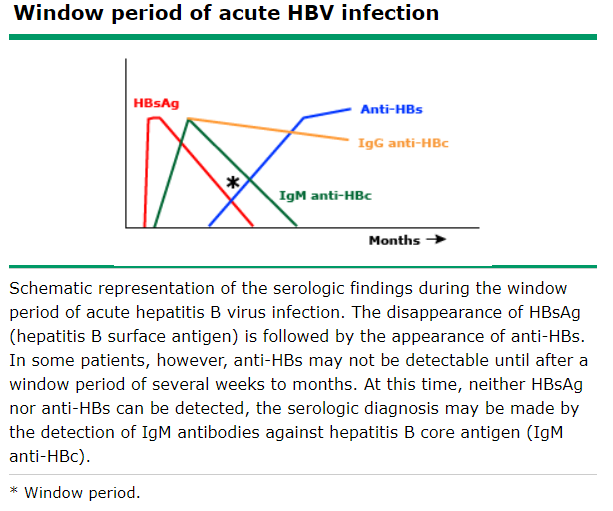 Window period of acute HBV infection
HBsAg
Anti-HBs
IgG anti-HBc
*
IgM anti-HBc
Months
Schematic representation of the serologic findings during the window
period of acute hepatitis B virus infection. The disappearance of HBsAg
(hepatitis B surface antigen) is followed by the appearance of anti-HBs.
In some patients, however, anti-HBs may not be detectable until after a
window period of several weeks to months. At this time, neither HBsAg
nor anti-HBs can be detected, the serologic diagnosis may be made by
the detection of IgM antibodies against hepatitis B core antigen (IgM
anti-HBc).
* Window period.